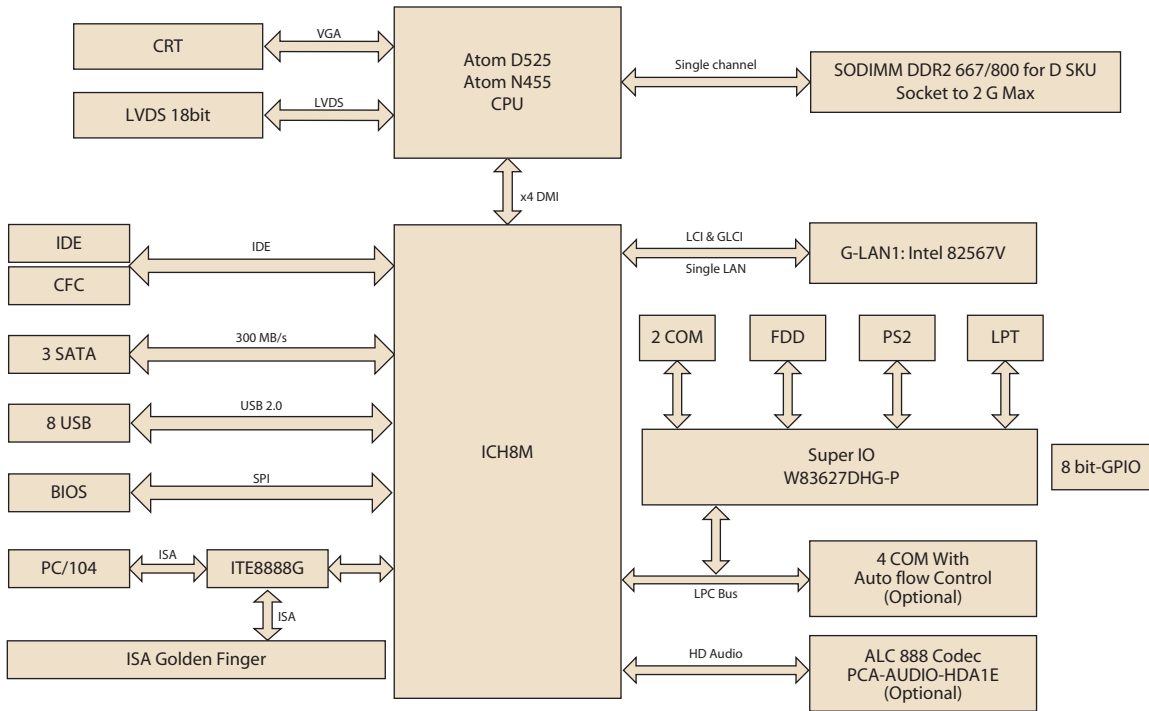 CRT
VGA
LVDS 18bit
LVDS
Atom D525
Atom N455
CPU
Single channel
SODIMM DDR2 667/800 for D SKU
Socket to 2 G Max
x4 DMI
IDE
CFC
IDE
3 SATA
300 MB/s
8 USB
USB 2.0
BIOS
SPI
PC/104
ISA
ITE8888G
ISA
ISA Golden Finger
ICH8M
LCI & GLCI
Single LAN
G-LAN1: Intel 82567V
2 COM
FDD
PS2
LPT
Super IO
W83627DHG-P
8 bit-GPIO
LPC Bus
4 COM With
Auto flow Control
(Optional)
HD Audio
ALC 888 Codec
PCA-AUDIO-HDA1E
(Optional)